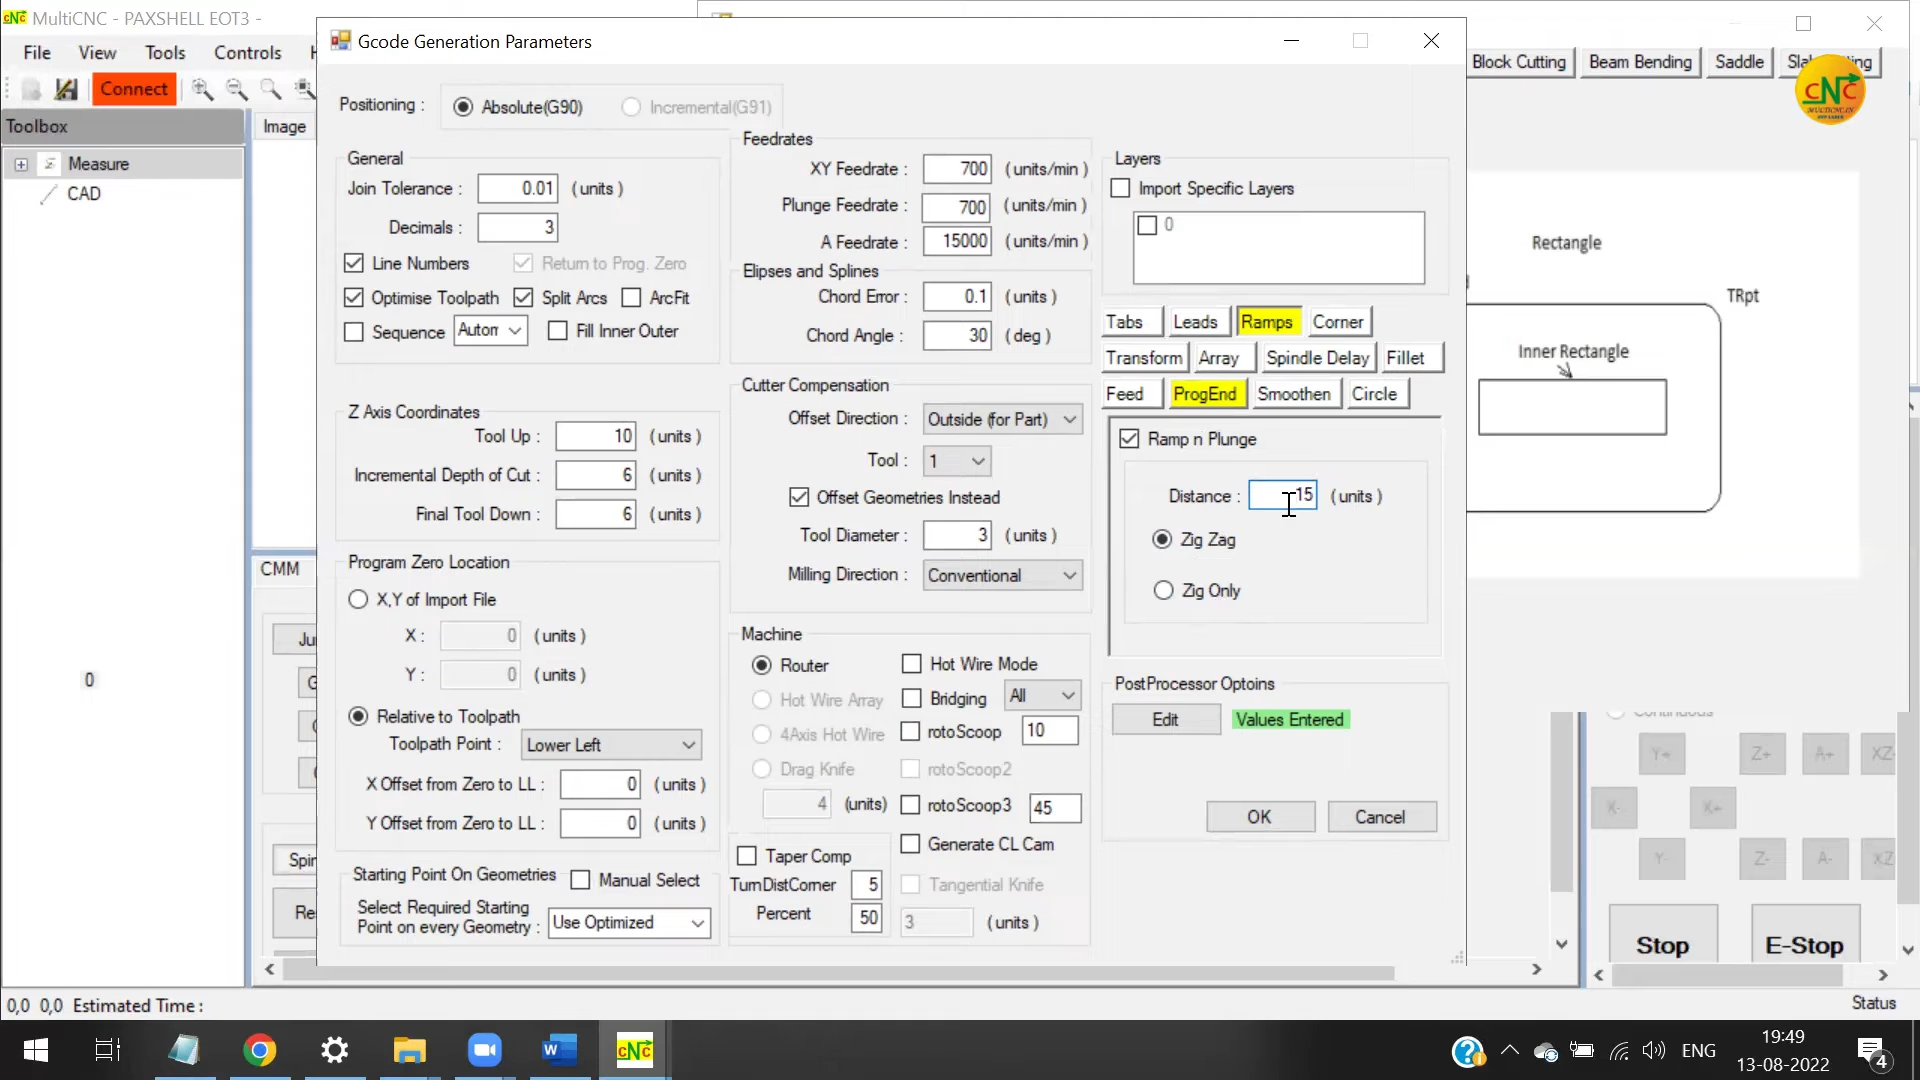 MultiCNC - PAXSHELL EOT3 -
File View Tools Controls
Connect
Toolbox
Measure
CAD
Image
CMM
0
0,0 0,0 Estimated Time :
Gcode Generation Parameters
Positioning : Absolute(G90) Incremental(G91)
General
Join Tolerance : 0.01 (units )
Decimals : 3
Line Numbers Return to Prog. Zero
Optimise Toolpath Split Arcs ArcFit
Sequence Autom Fill Inner Outer
Z Axis Coordinates
Tool Up : 10 (units )
Incremental Depth of Cut : 6 (units )
Final Tool Down : 6 (units )
Program Zero Location
X,Y of Import File
X : 0 (units )
Y : 0 (units )
Relative to Toolpath
Toolpath Point : Lower Left
X Offset from Zero to LL : 0 (units )
Y Offset from Zero to LL : 0 (units )
Starting Point On Geometries Manual Select
Select Required Starting
Point on every Geometry : Use Optimized
Feedrates
XY Feedrate : 700 (units/min )
Plunge Feedrate : 700 (units/min )
A Feedrate : 15000 (units/min )
Elipses and Splines
Chord Error : 0.1 (units )
Chord Angle : 30 (deg )
Cutter Compensation
Offset Direction : Outside (for Part)
Tool : 1
Offset Geometries Instead
Tool Diameter : 3 (units )
Milling Direction : Conventional
Machine
Router Hot Wire Mode
Hot Wire Array Bridging All
4Axis Hot Wire rotoScoop 10
Drag Knife rotoScoop2
4 (units) rotoScoop3 45
Generate CL Cam
Taper Comp
TurnDistCorner 5 Tangential Knife
Percent 50 3 (units )
Layers
Import Specific Layers
0
Tabs Leads Ramps Corner
Transform Array Spindle Delay Fillet
Feed ProgEnd Smoothen Circle
Ramp n Plunge
Distance : 15 (units )
Zig Zag
Zig Only
PostProcessor Optoins
Edit Values Entered
OK Cancel
Block Cutting Beam Bending Saddle
CNC
Rectangle
TRpt
Inner Rectangle
Y+ Z+ A+ XZ
X- X+
Y- Z- A- XZ
Stop E-Stop
Status
W
CNC
ENG
19:49
13-08-2022
4